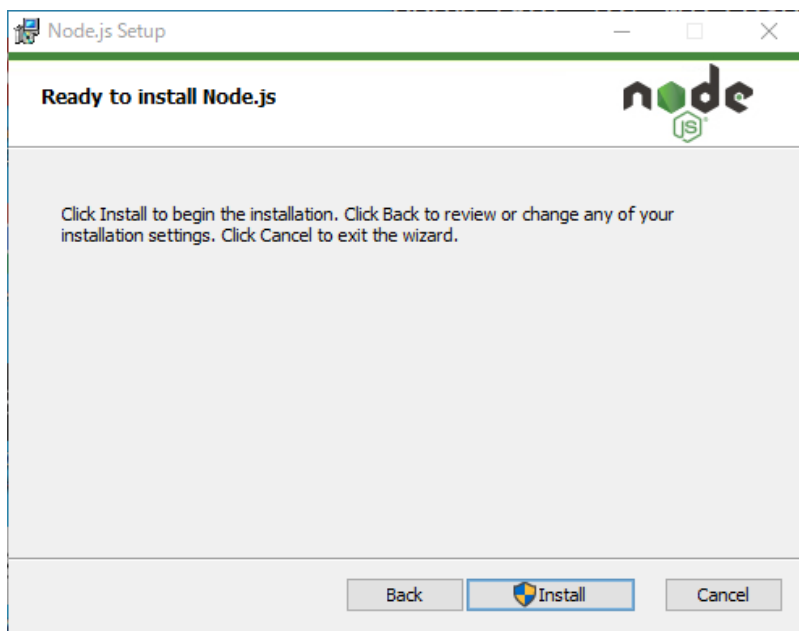 Node.js Setup
Ready to install Node.js
node
JS
Click Install to begin the installation. Click Back to review or change any of your
installation settings. Click Cancel to exit the wizard.
Back
Install
Cancel